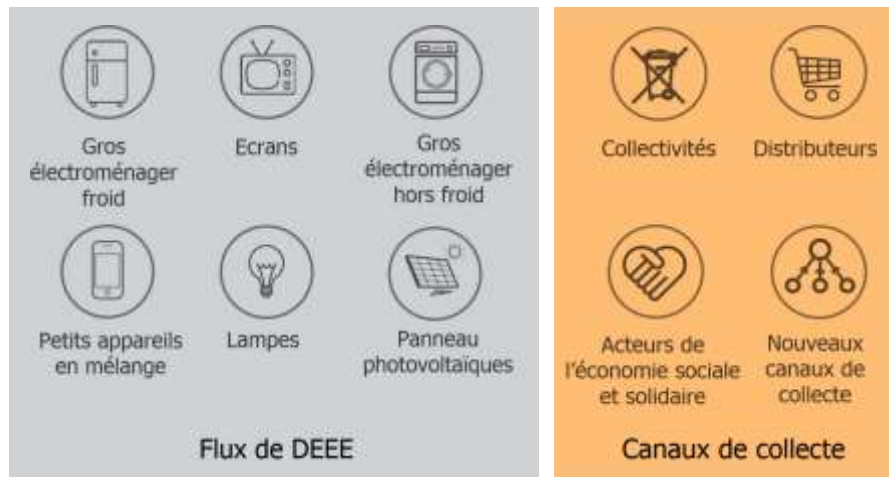 Gros
électroménager
froid
Ecrans
Gros
électroménager
hors froid
Petits appareils
en mélange
Lampes
Panneau
photovoltaïques
Flux de DEEE
Collectivités
Distributeurs
Acteurs de
l'économie sociale
et solidaire
Nouveaux
canaux de
collecte
Canaux de collecte